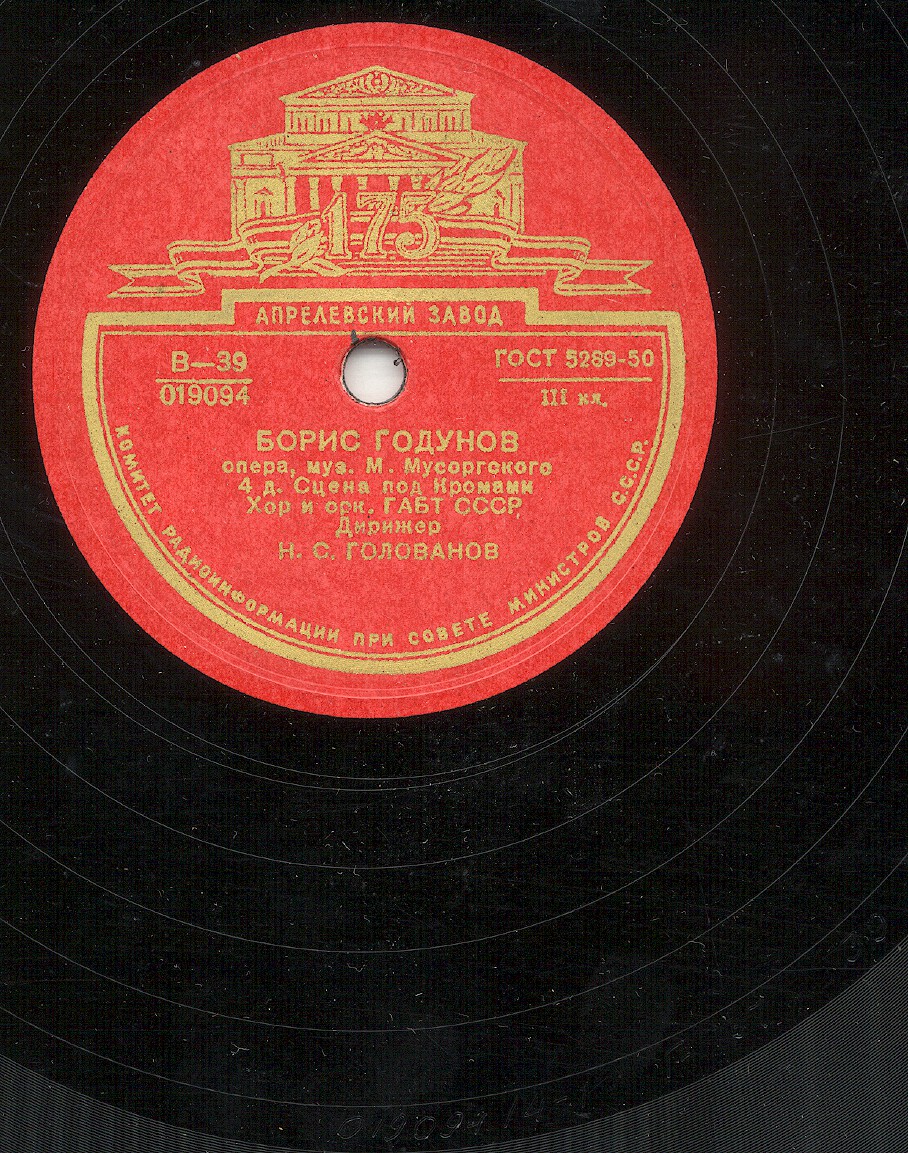 175
АПРЕЛЕВСКИЙ ЗАВОД
В—39
019094
ГОСТ 5289-50
III кл.
БОРИС ГОДУНОВ
опера, муз. М. Мусоргского
4 д. Сцена под Кромами
Хор и орк. ГАБТ СССР
Дирижер
Н. С. ГОЛОВАНОВ
КОМИТЕТ РАДИОИНФОРМАЦИИ ПРИ СОВЕТЕ МИНИСТРОВ С.С.С.Р.
019094